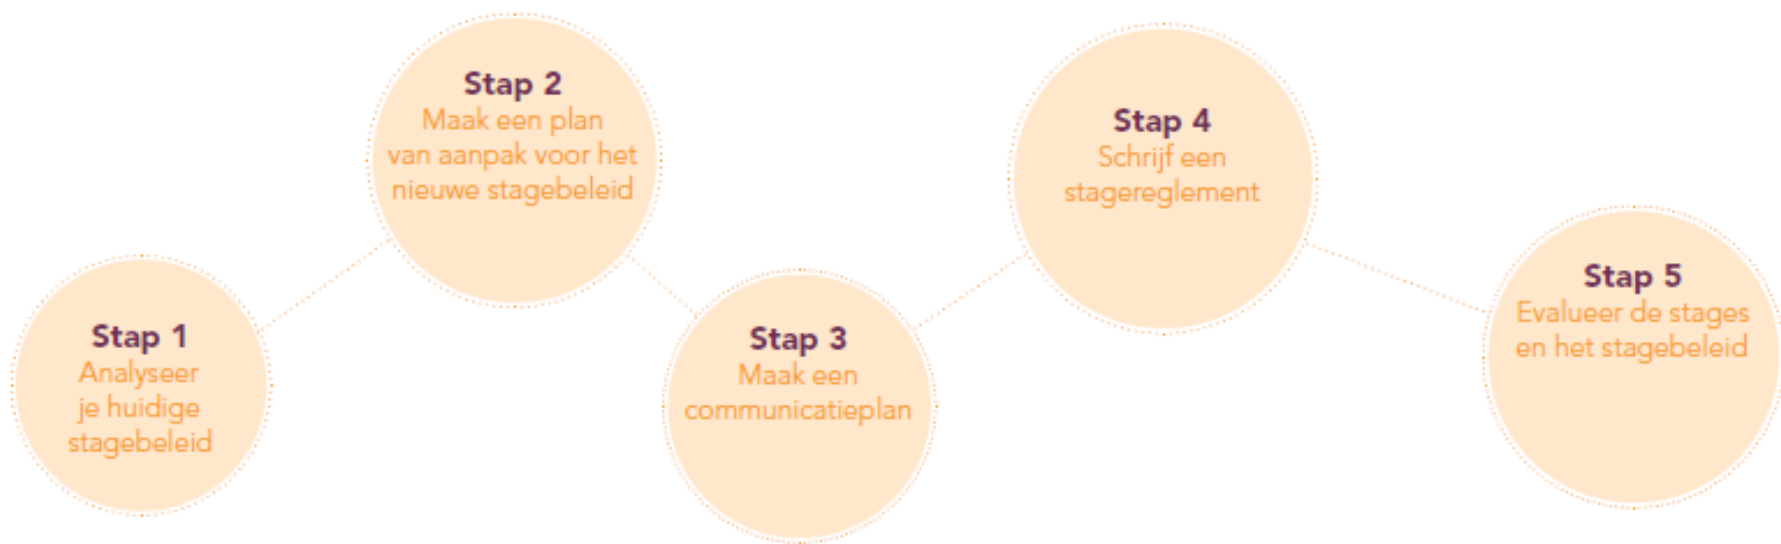 Stap 1
Analyseer
je huidige
stagebeleid
Stap 2
Maak een plan
van aanpak voor het
nieuwe stagebeleid
Stap 3
Maak een
communicatieplan
Stap 4
Schrijf een
stagereglement
Stap 5
Evalueer de stages
en het stagebeleid